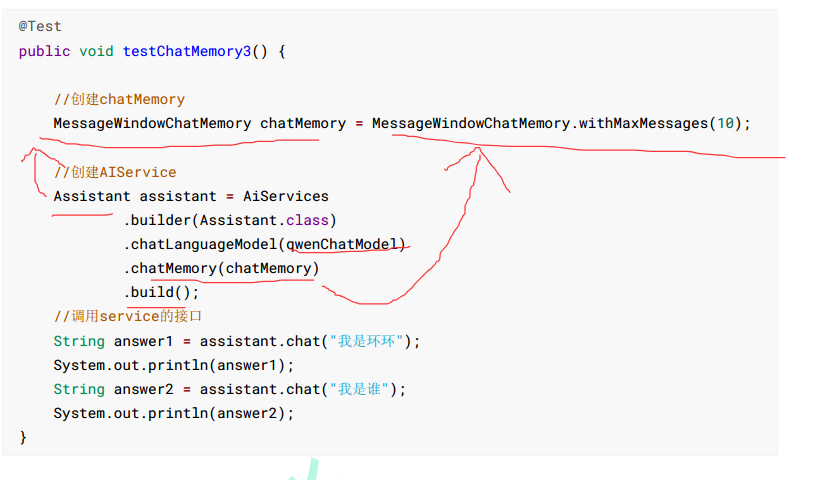 @Test
public void testChatMemory3() {
//创建chatMemory
MessageWindowChatMemory chatMemory = MessageWindowChatMemory.withMaxMessages(10);
//创建AIService
Assistant assistant = AiServices
.builder(Assistant.class)
.chatLanguageModel(qwenChatModel)
.chatMemory(chatMemory)
.build();
//调用service的接口
String answer1 = assistant.chat("我是环环");
System.out.println(answer1);
String answer2 = assistant.chat("我是谁");
System.out.println(answer2);
}